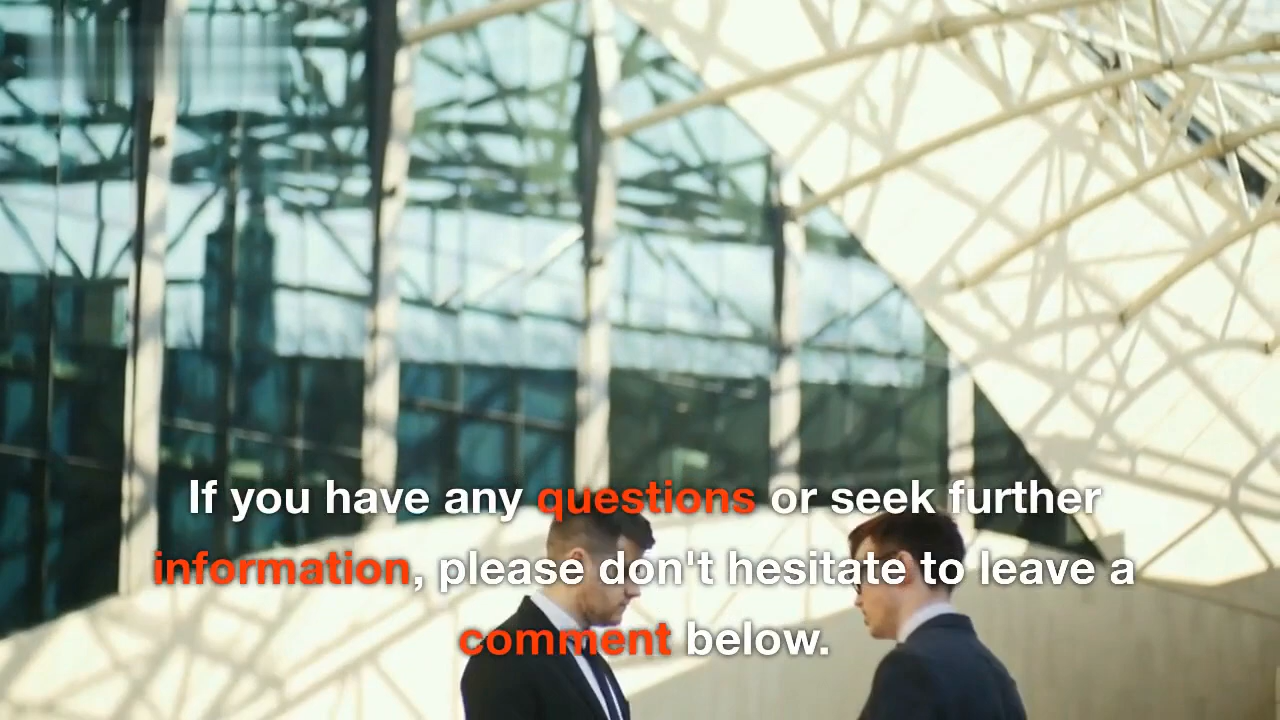 If you have any questions or seek further
information, please don't hesitate to leave a
comment below.